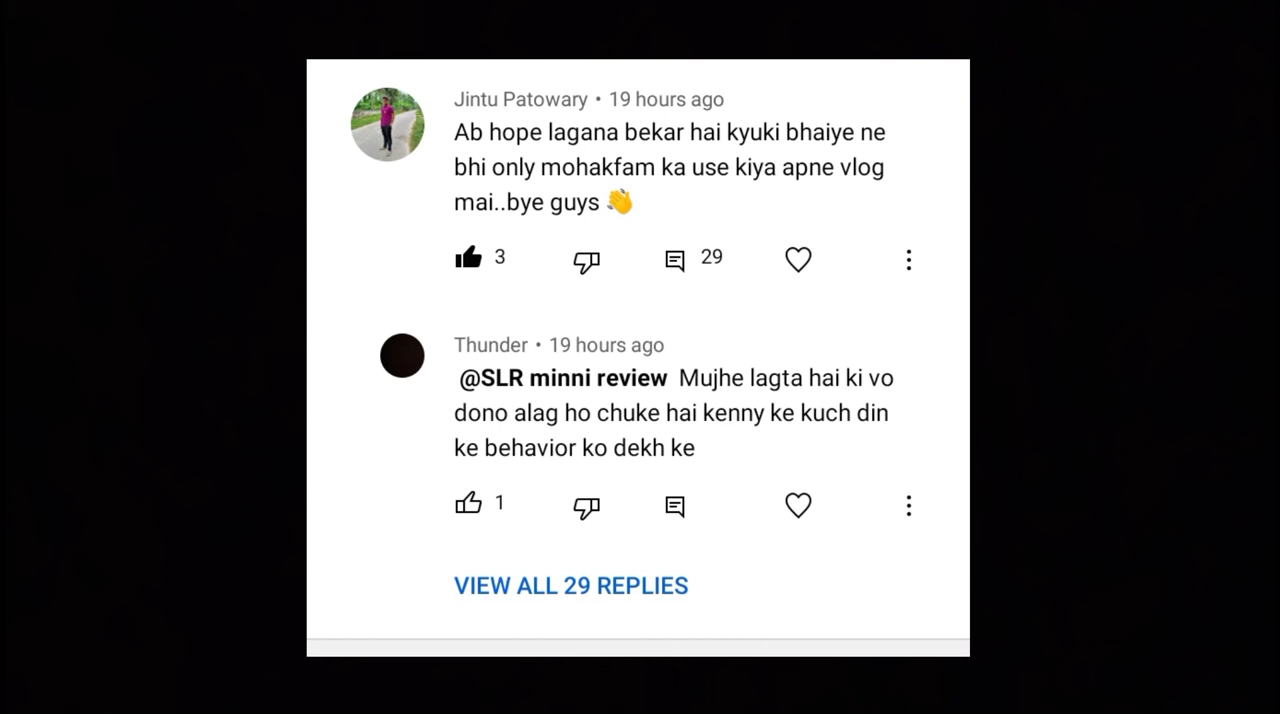 Jintu Patowary • 19 hours ago
Ab hope lagana bekar hai kyuki bhaiye ne
bhi only mohakfam ka use kiya apne vlog
mai..bye guys 👋
3
29
Thunder • 19 hours ago
@SLR minni review Mujhe lagta hai ki vo
dono alag ho chuke hai kenny ke kuch din
ke behavior ko dekh ke
1
VIEW ALL 29 REPLIES